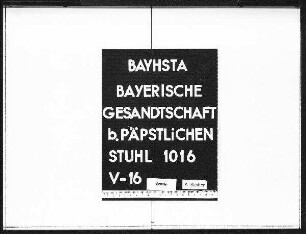 BAYHSTA
BAYERISCHE
GESANDTSCHAFT
b. PÄPSTLiCHEN
STUHL 1016
V-16